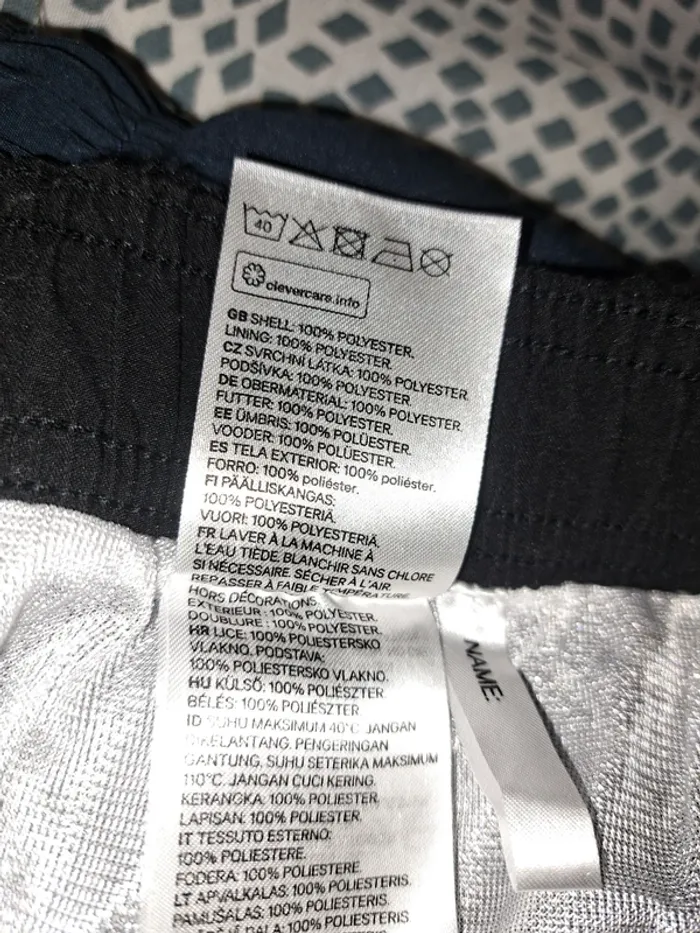 40
clevercare.info
GB SHELL: 100% POLYESTER.
LINING: 100% POLYESTER.
CZ SVRCHNÍ LÁTKA: 100% POLYESTER.
PODŠÍVKA: 100% POLYESTER.
DE OBERMATERIAL: 100% POLYESTER.
FUTTER: 100% POLYESTER.
EE ÜMBRIS: 100% POLÜESTER.
VOODER: 100% POLÜESTER.
ES TELA EXTERIOR: 100% poliéster.
FORRO: 100% poliéster.
FI PÄÄLLISKANGAS:
100% POLYESTERIÄ.
VUORI: 100% POLYESTERIÄ.
FR LAVER À LA MACHINE À
L'EAU TIÈDE. BLANCHIR SANS CHLORE
SI NÉCESSAIRE. SÉCHER À L'AIR
REPASSER À FAIBLE TEMPÉRATURE.
HORS DÉCORATIONS.
EXTÉRIEUR : 100% POLYESTER.
DOUBLURE : 100% POLYESTER.
HR LICE: 100% POLIESTERSKO
VLAKNO. PODSTAVA:
100% POLIESTERSKO VLAKNO.
HU KÜLSŐ: 100% POLIÉSZTER.
BÉLÉS: 100% POLIÉSZTER.
ID SUHU MAKSIMUM 40°C JANGAN
DIKELANTANG. PENGERINGAN
GANTUNG. SUHU SETERIKA MAKSIMUM
110°C. JANGAN CUCI KERING.
KERANGKA: 100% POLIESTER.
LAPISAN: 100% POLIESTER.
IT TESSUTO ESTERNO:
100% POLIESTERE.
FODERA: 100% POLIESTERE.
LT APVALKALAS: 100% POLIESTERIS.
PAMUŠALAS: 100% POLIESTERIS.
100% POLIESTERIS
NAME: